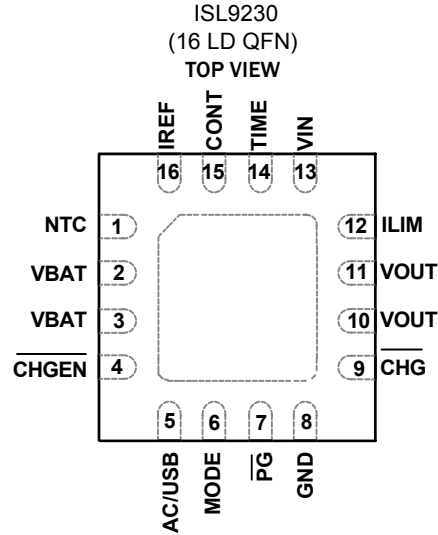 ISL9230
(16 LD QFN)
TOP VIEW
IREF
CONT
TIME
VIN
16
15
14
13
NTC 1
12 ILIM
VBAT 2
11 VOUT
VBAT 3
10 VOUT
CHGEN 4
9 CHG
5
6
7
8
AC/USB
MODE
PG
GND